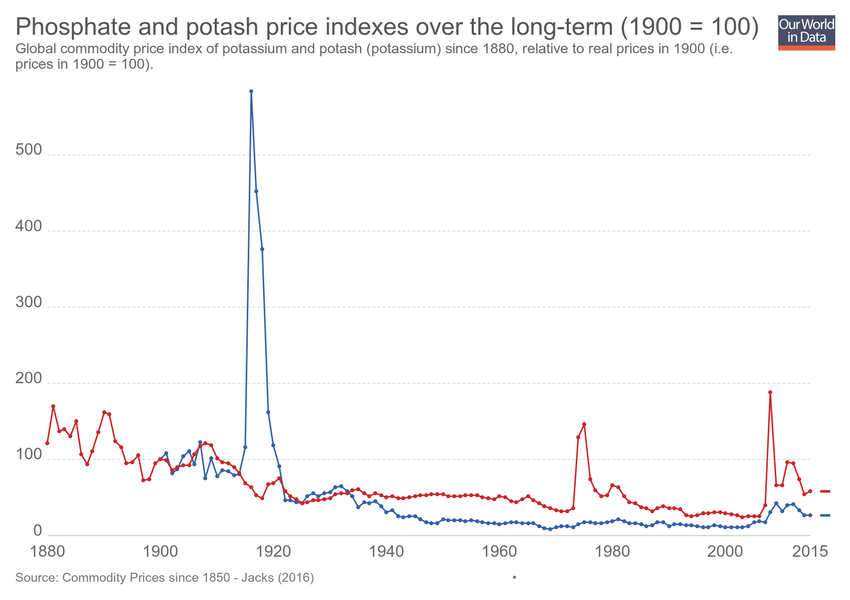 Phosphate and potash price indexes over the long-term (1900 = 100)
Our World
in Data
Global commodity price index of potassium and potash (potassium) since 1880, relative to real prices in 1900 (i.e.
prices in 1900 = 100).
500
400
300
200
100
0
1880 1900 1920 1940 1960 1980 2000 2015
Source: Commodity Prices since 1850 - Jacks (2016)